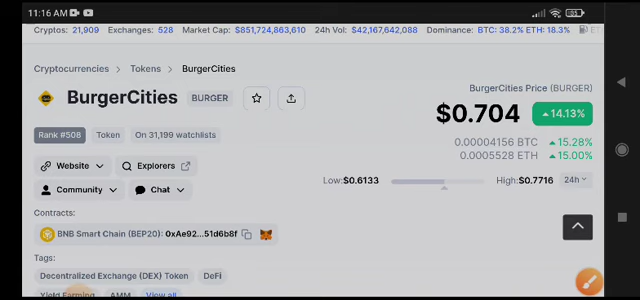 11:16 AM
Cryptos: 21,909 Exchanges: 528 Market Cap: $851,724,863,610 24h Vol: $42,167,642,088 Dominance: BTC: 38.2% ETH: 18.3%
Cryptocurrencies > Tokens > BurgerCities
BurgerCities BURGER
BurgerCities Price (BURGER)
$0.704 14.13%
Rank #508 Token On 31,199 watchlists
0.00004156 BTC 15.28%
0.0005528 ETH 15.00%
Website Explorers
Low: $0.6133 High: $0.7716 24h
Community Chat
Contracts:
BNB Smart Chain (BEP20): 0xAe92...51d6b8f
Tags:
Decentralized Exchange (DEX) Token DeFi
Yield Farming AMM View all